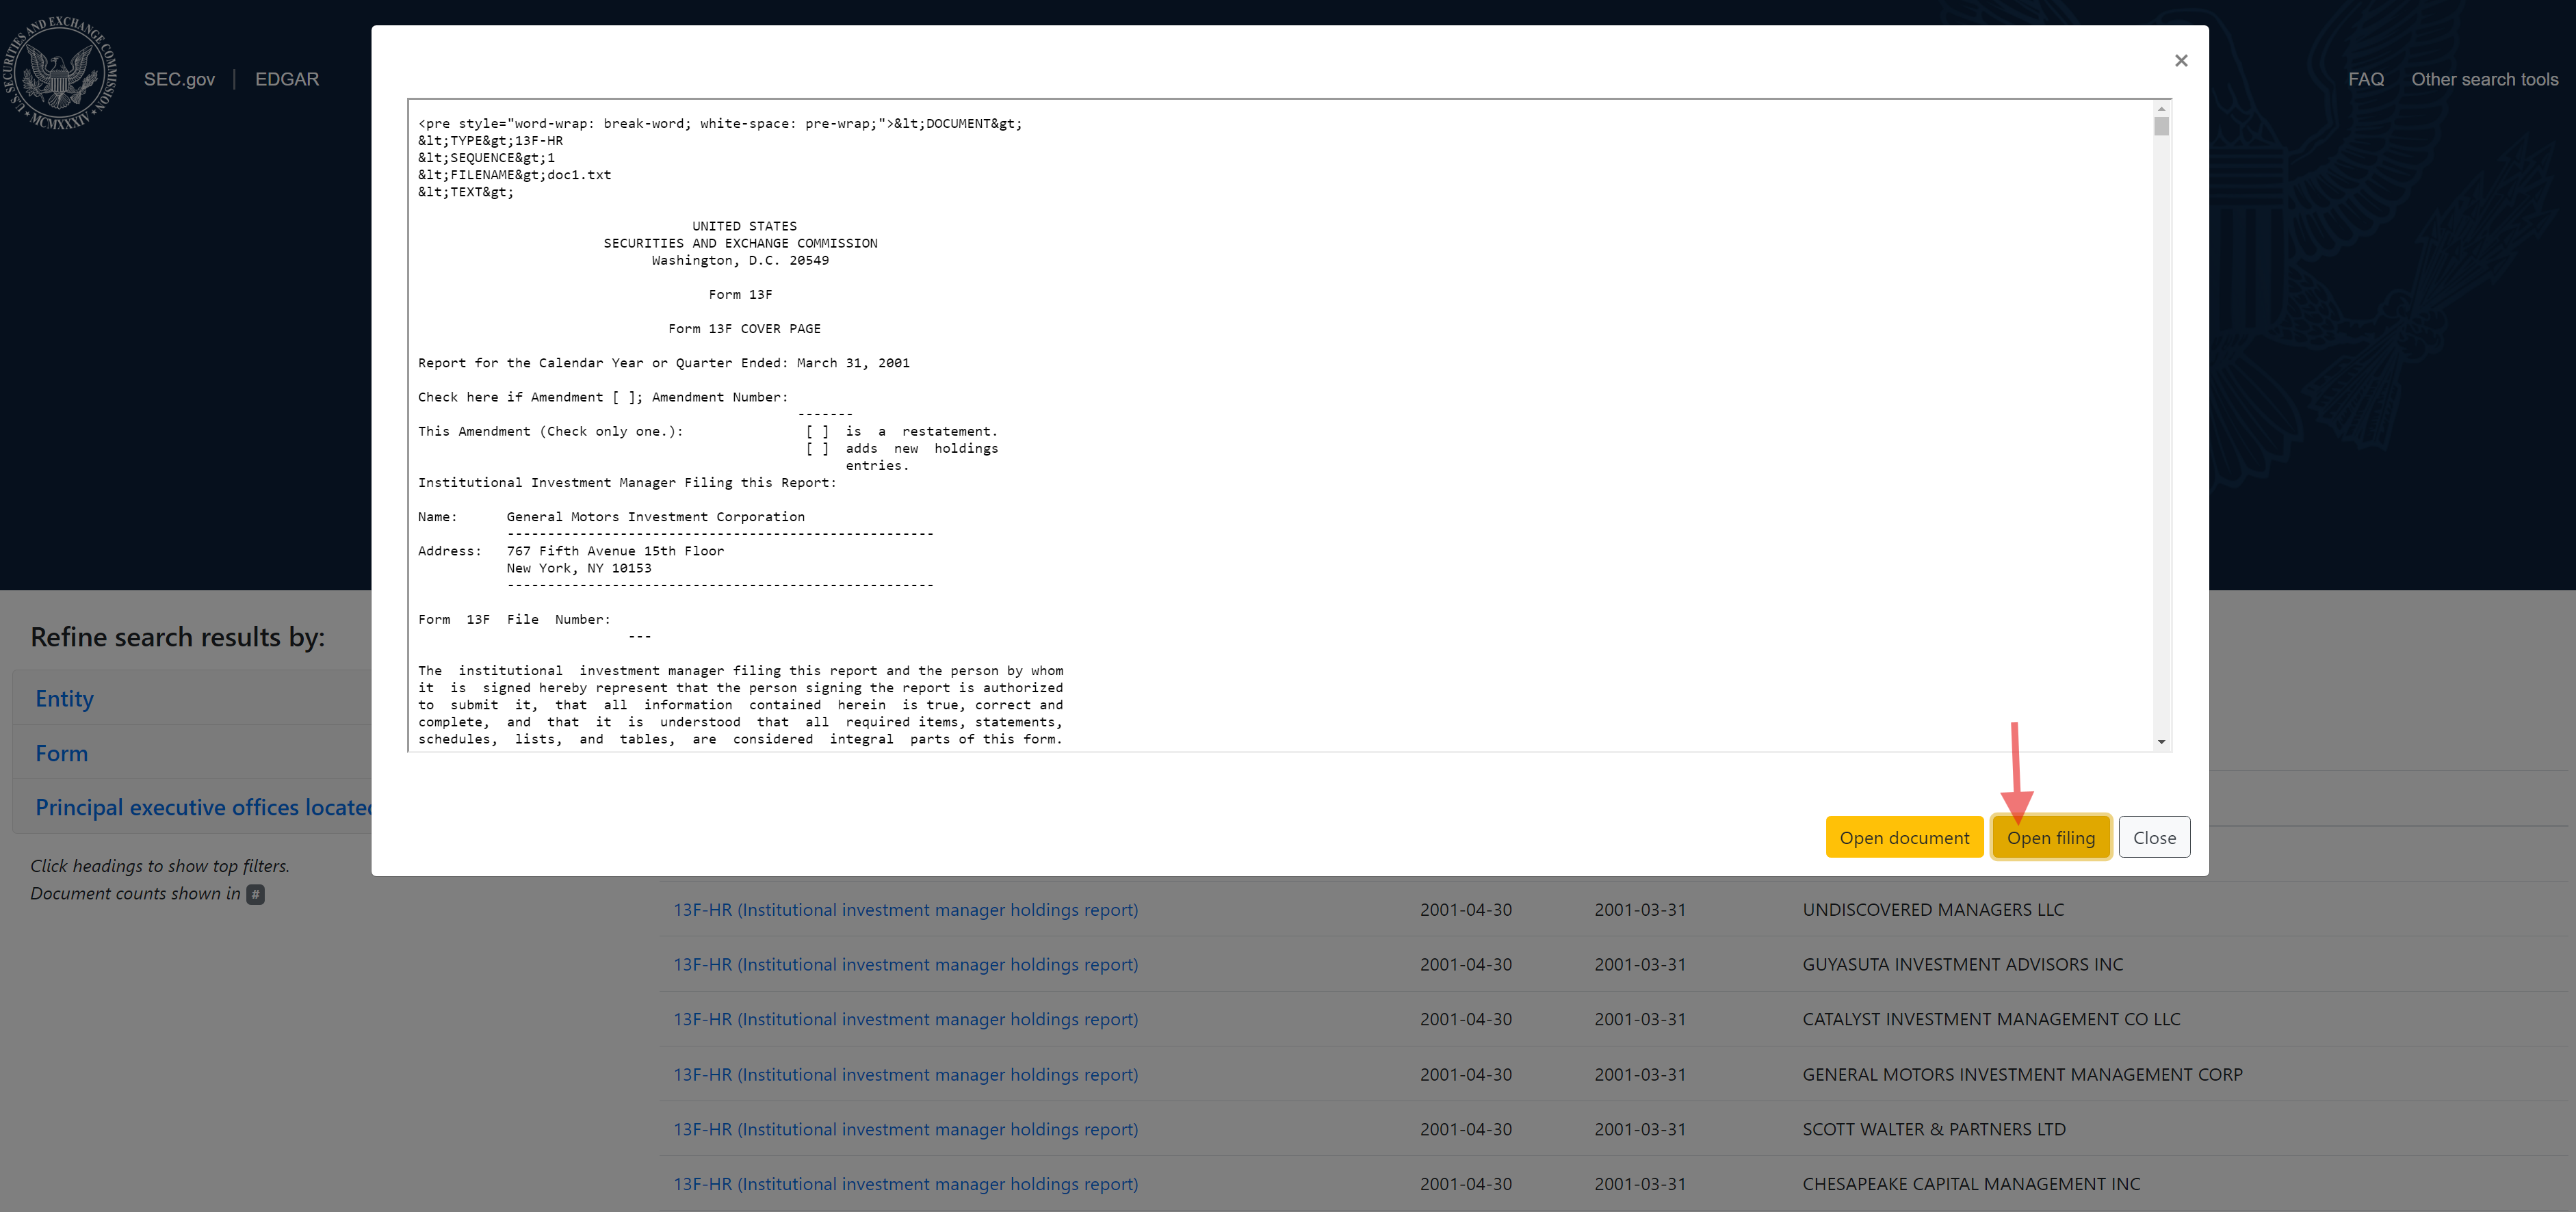 U.S. SECURITIES AND EXCHANGE COMMISSION
MCMXXXIV
SEC.gov | EDGAR
FAQ Other search tools
×
<pre style="word-wrap: break-word; white-space: pre-wrap;">&lt;DOCUMENT&gt;
&lt;TYPE&gt;13F-HR
&lt;SEQUENCE&gt;1
&lt;FILENAME&gt;doc1.txt
&lt;TEXT&gt;
UNITED STATES
SECURITIES AND EXCHANGE COMMISSION
Washington, D.C. 20549
Form 13F
Form 13F COVER PAGE
Report for the Calendar Year or Quarter Ended: March 31, 2001
Check here if Amendment [ ]; Amendment Number:
-------
This Amendment (Check only one.): [ ] is a restatement.
[ ] adds new holdings
entries.
Institutional Investment Manager Filing this Report:
Name: General Motors Investment Corporation
-----------------------------------------------------
Address: 767 Fifth Avenue 15th Floor
New York, NY 10153
-----------------------------------------------------
Form 13F File Number:
---
The institutional investment manager filing this report and the person by whom
it is signed hereby represent that the person signing the report is authorized
to submit it, that all information contained herein is true, correct and
complete, and that it is understood that all required items, statements,
schedules, lists, and tables, are considered integral parts of this form.
Open document Open filing Close
Refine search results by:
Entity
Form
Principal executive offices located
Click headings to show top filters.
Document counts shown in #
13F-HR (Institutional investment manager holdings report) 2001-04-30 2001-03-31 UNDISCOVERED MANAGERS LLC
13F-HR (Institutional investment manager holdings report) 2001-04-30 2001-03-31 GUYASUTA INVESTMENT ADVISORS INC
13F-HR (Institutional investment manager holdings report) 2001-04-30 2001-03-31 CATALYST INVESTMENT MANAGEMENT CO LLC
13F-HR (Institutional investment manager holdings report) 2001-04-30 2001-03-31 GENERAL MOTORS INVESTMENT MANAGEMENT CORP
13F-HR (Institutional investment manager holdings report) 2001-04-30 2001-03-31 SCOTT WALTER & PARTNERS LTD
13F-HR (Institutional investment manager holdings report) 2001-04-30 2001-03-31 CHESAPEAKE CAPITAL MANAGEMENT INC